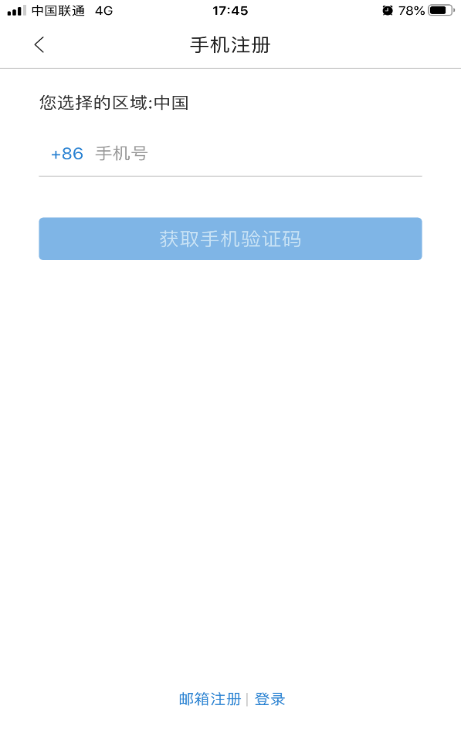 中国联通 4G 17:45 78%
手机注册
您选择的区域:中国
+86 手机号
获取手机验证码
邮箱注册 | 登录